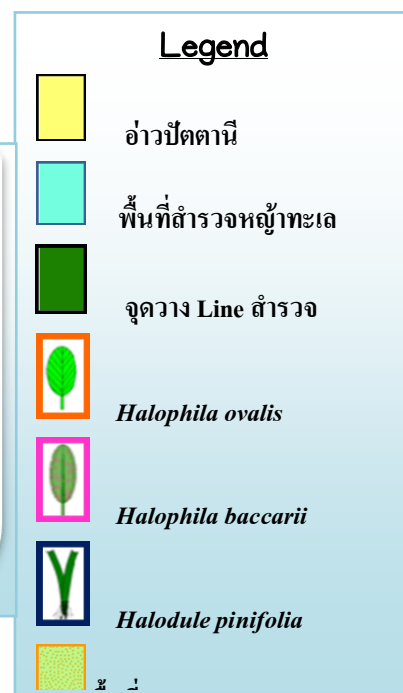 Legend
อ่าวปัตตานี
พื้นที่สำรวจหญ้าทะเล
จุดวาง Line สำรวจ
Halophila ovalis
Halophila baccarii
Halodule pinifolia